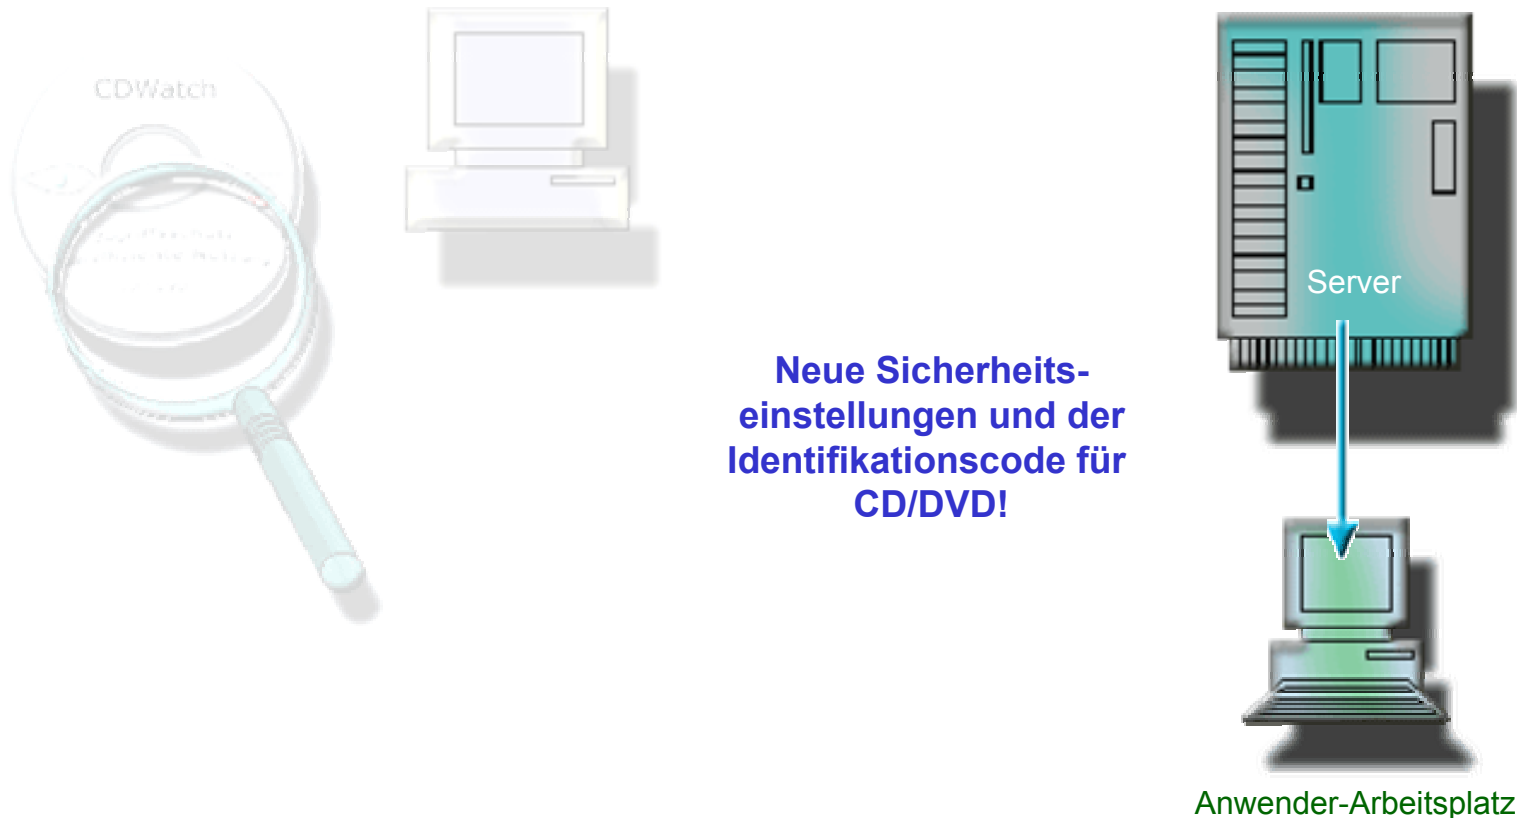 CDWatch
Server
Neue Sicherheits-
einstellungen und der
Identifikationscode für
CD/DVD!
Anwender-Arbeitsplatz